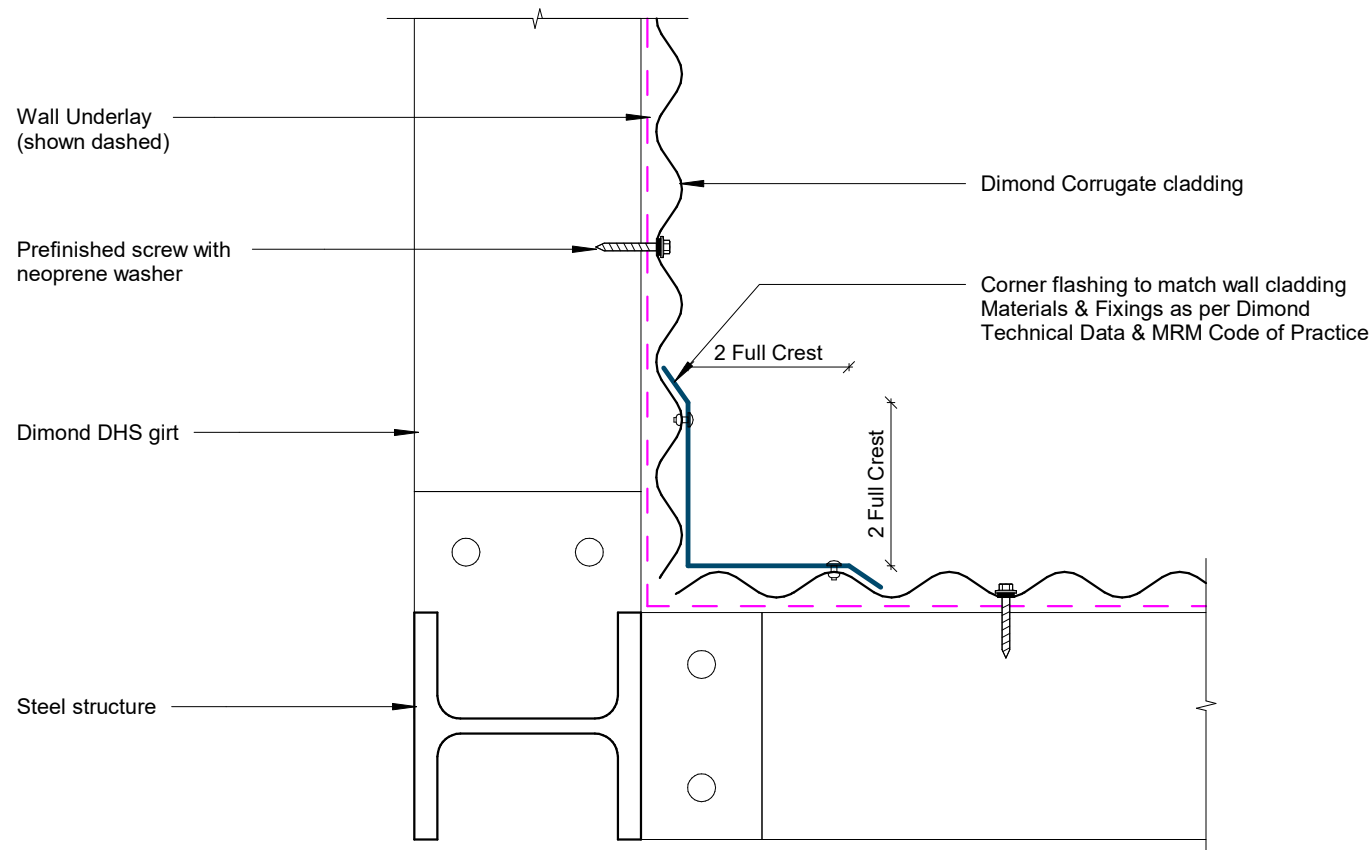 Wall Underlay
(shown dashed)
Dimond Corrugate cladding
Prefinished screw with
neoprene washer
Corner flashing to match wall cladding
Materials & Fixings as per Dimond
Technical Data & MRM Code of Practice
2 Full Crest
2 Full Crest
Dimond DHS girt
Steel structure